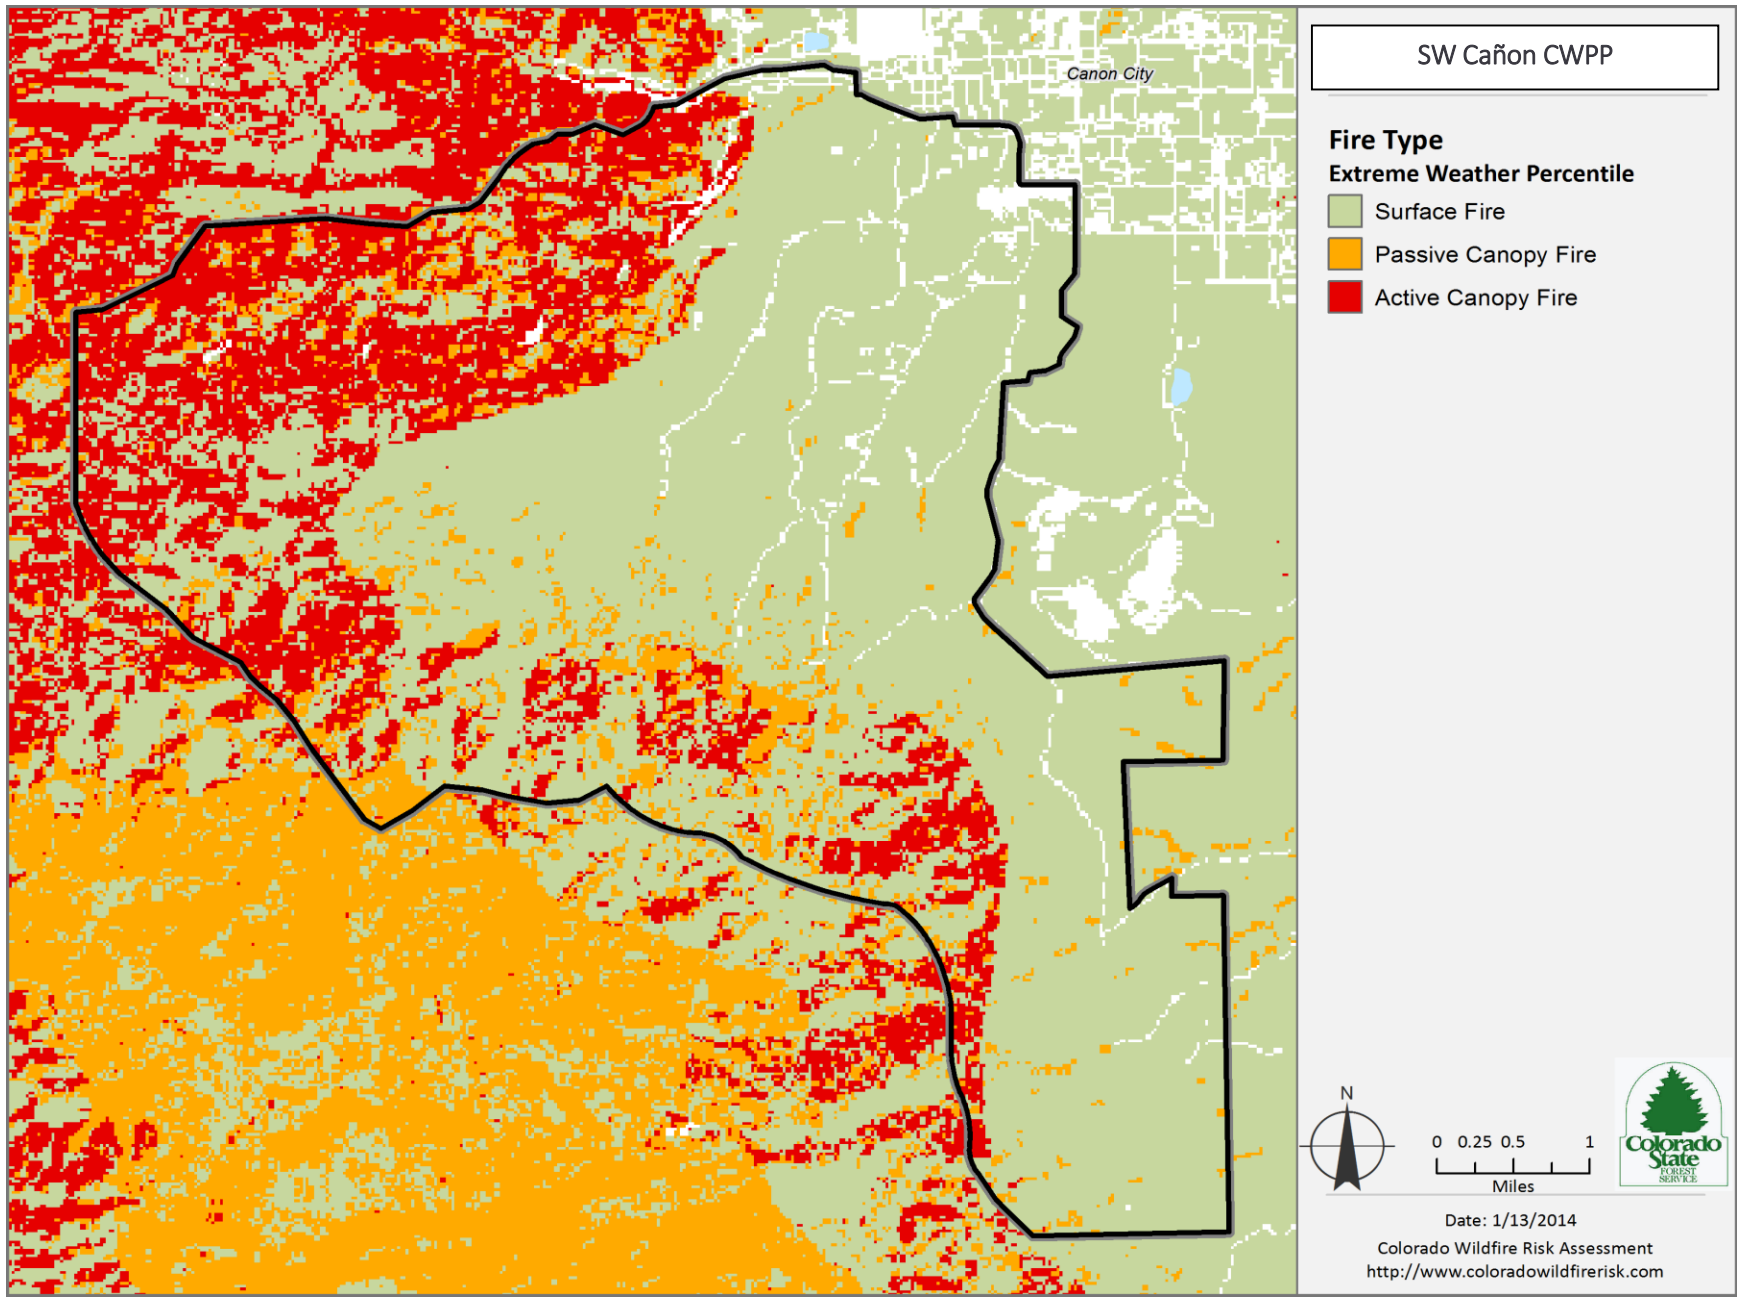 Canon City
SW Cañon CWPP
Fire Type
Extreme Weather Percentile
Surface Fire
Passive Canopy Fire
Active Canopy Fire
N
0 0.25 0.5 1
Miles
Colorado
State
FOREST
SERVICE
Date: 1/13/2014
Colorado Wildfire Risk Assessment
http://www.coloradowildfirerisk.com